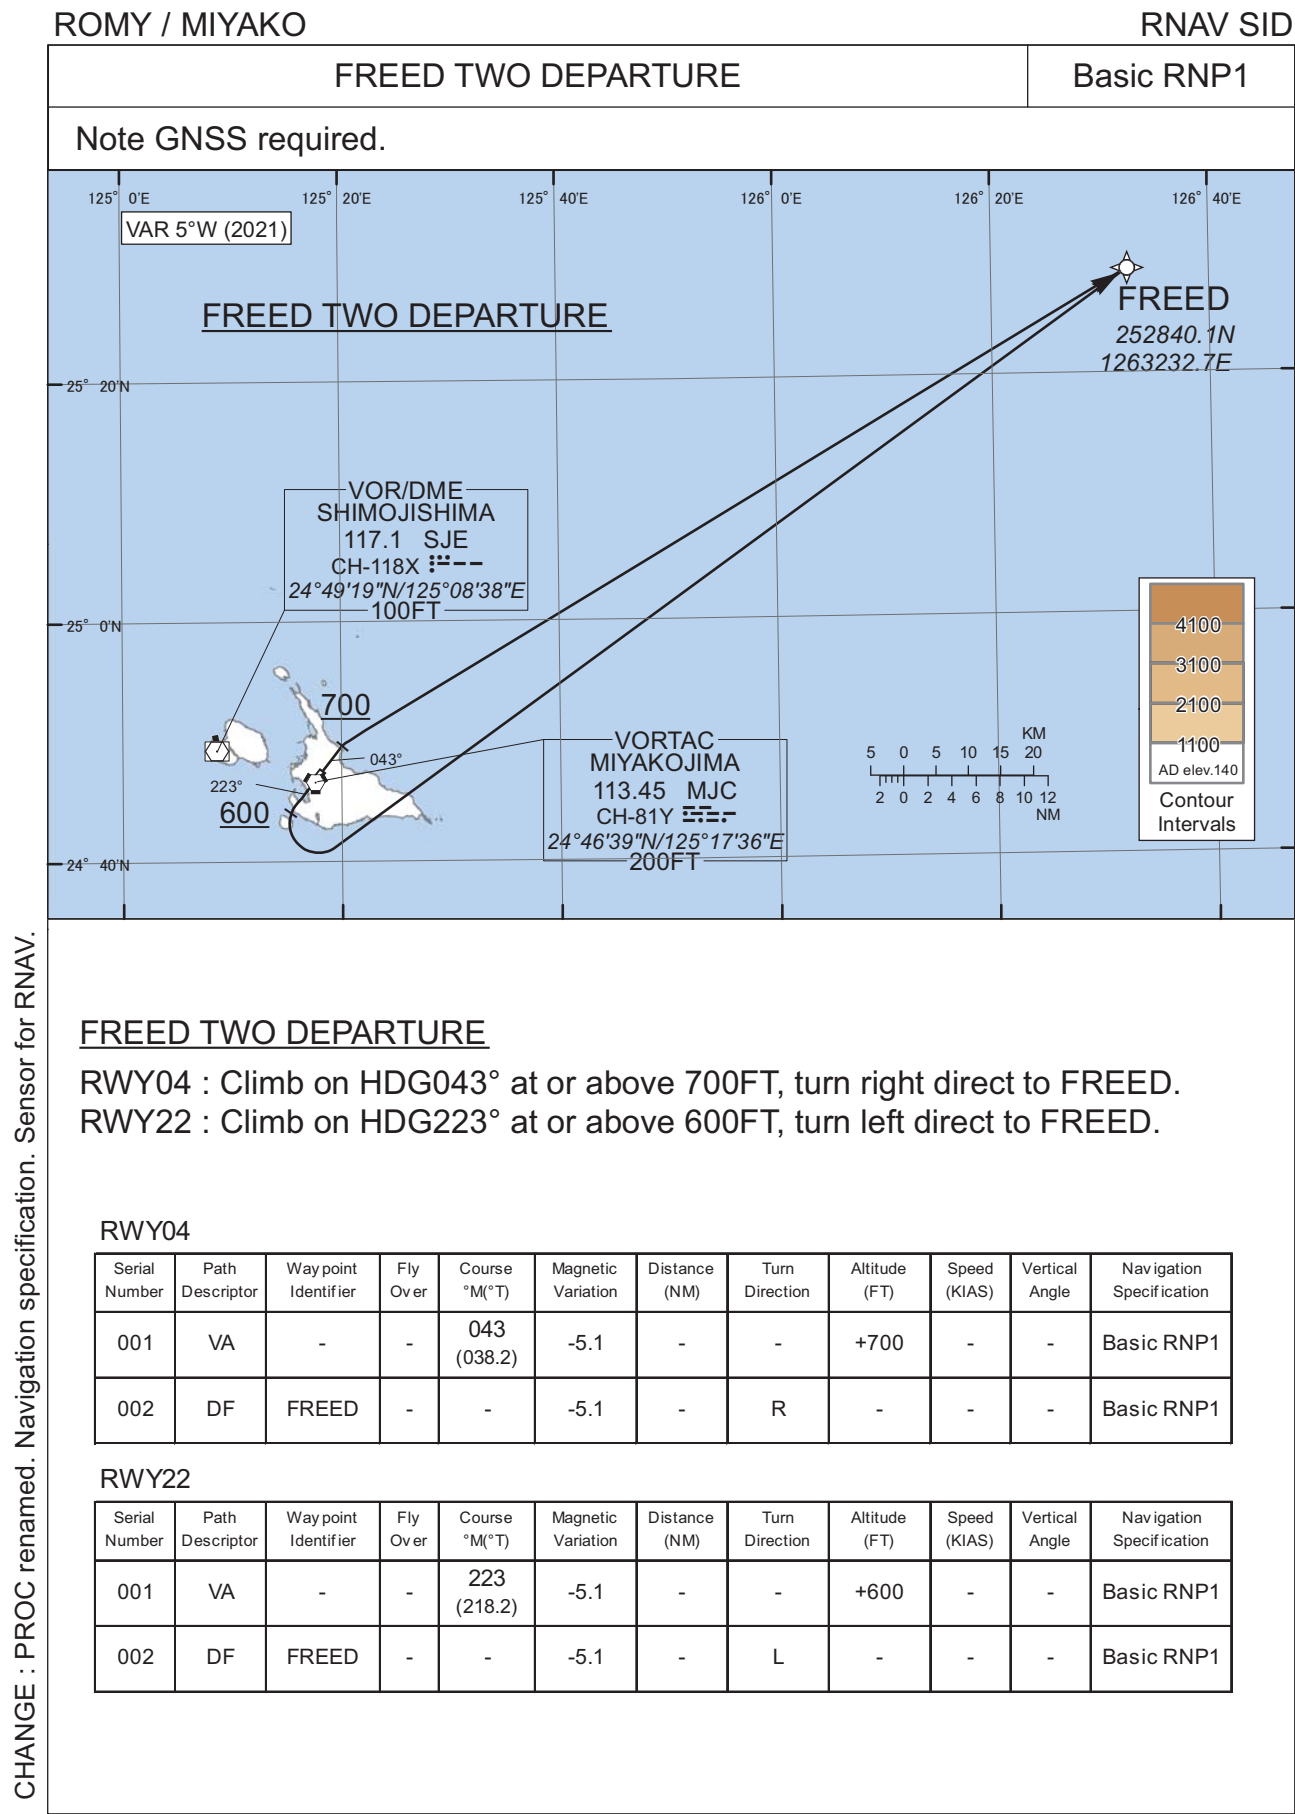 ROMY / MIYAKO
RNAV SID
FREED TWO DEPARTURE
Basic RNP1
Note GNSS required.
125° 0'E
125° 20'E
125° 40'E
126° 0'E
126° 20'E
126° 40'E
VAR 5°W (2021)
FREED TWO DEPARTURE
FREED
252840.1N
1263232.7E
25° 20'N
VOR/DME
SHIMOJISHIMA
117.1 SJE
CH-118X
24°49'19"N/125°08'38"E
100FT
25° 0'N
4100
3100
2100
1100
AD elev.140
Contour
Intervals
700
043°
223°
600
VORTAC
MIYAKOJIMA
113.45 MJC
CH-81Y
24°46'39"N/125°17'36"E
200FT
KM
5 0 5 10 15 20
2 0 2 4 6 8 10 12
NM
24° 40'N
FREED TWO DEPARTURE
RWY04 : Climb on HDG043° at or above 700FT, turn right direct to FREED.
RWY22 : Climb on HDG223° at or above 600FT, turn left direct to FREED.
RWY04
Serial Number Path Descriptor Waypoint Identifier Fly Over Course °M(°T) Magnetic Variation Distance (NM) Turn Direction Altitude (FT) Speed (KIAS) Vertical Angle Navigation Specification
001 VA - - 043 (038.2) -5.1 - - +700 - - Basic RNP1
002 DF FREED - - -5.1 - R - - - Basic RNP1
RWY22
Serial Number Path Descriptor Waypoint Identifier Fly Over Course °M(°T) Magnetic Variation Distance (NM) Turn Direction Altitude (FT) Speed (KIAS) Vertical Angle Navigation Specification
001 VA - - 223 (218.2) -5.1 - - +600 - - Basic RNP1
002 DF FREED - - -5.1 - L - - - Basic RNP1
CHANGE : PROC renamed. Navigation specification. Sensor for RNAV.